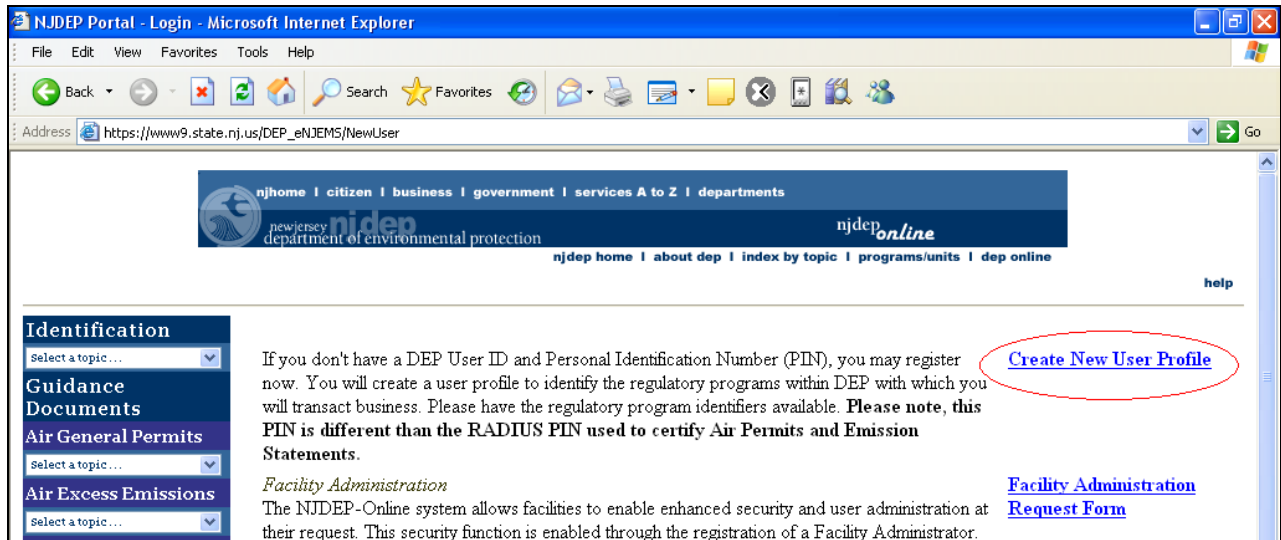 NJDEP Portal - Login - Microsoft Internet Explorer
File Edit View Favorites Tools Help
Back Search Favorites
Address https://www9.state.nj.us/DEP_eNJEMS/NewUser Go
njhome | citizen | business | government | services A to Z | departments
newjersey njdep
department of environmental protection
njdep online
njdep home | about dep | index by topic | programs/units | dep online
help
Identification
Select a topic...
Guidance
Documents
Air General Permits
Select a topic...
Air Excess Emissions
Select a topic...
If you don't have a DEP User ID and Personal Identification Number (PIN), you may register
now. You will create a user profile to identify the regulatory programs within DEP with which you
will transact business. Please have the regulatory program identifiers available. Please note, this
PIN is different than the RADIUS PIN used to certify Air Permits and Emission
Statements.
Create New User Profile
Facility Administration
The NJDEP-Online system allows facilities to enable enhanced security and user administration at
their request. This security function is enabled through the registration of a Facility Administrator.
Facility Administration
Request Form